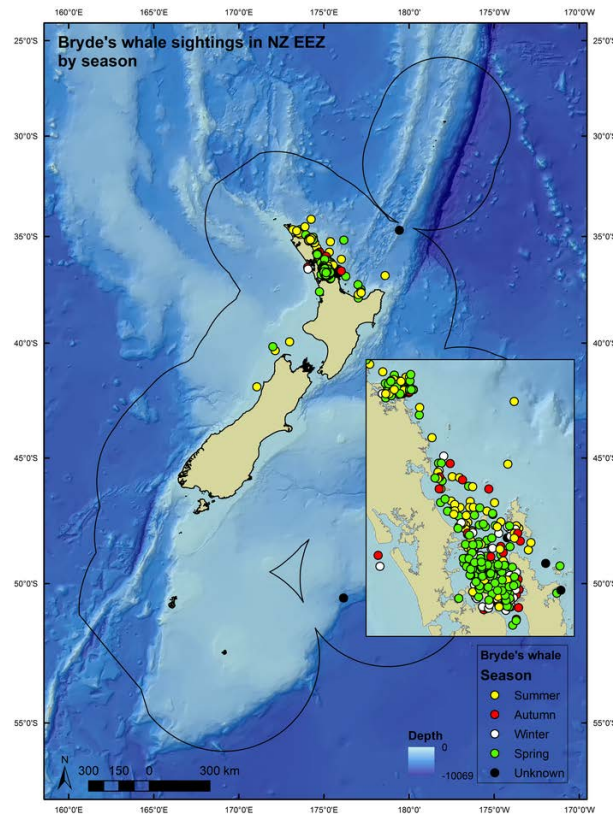 160°0'E
165°0'E
170°0'E
175°0'E
180°0'0"
175°0'W
170°0'W
25°0'S
25°0'S
Bryde's whale sightings in NZ EEZ
by season
30°0'S
30°0'S
35°0'S
35°0'S
40°0'S
40°0'S
45°0'S
45°0'S
50°0'S
50°0'S
55°0'S
55°0'S
Bryde's whale
Season
Summer
Autumn
Winter
Spring
Unknown
Depth
0
-10069
N
300 150 0 300 km
160°0'E
165°0'E
170°0'E
175°0'E
180°0'0"
175°0'W
170°0'W